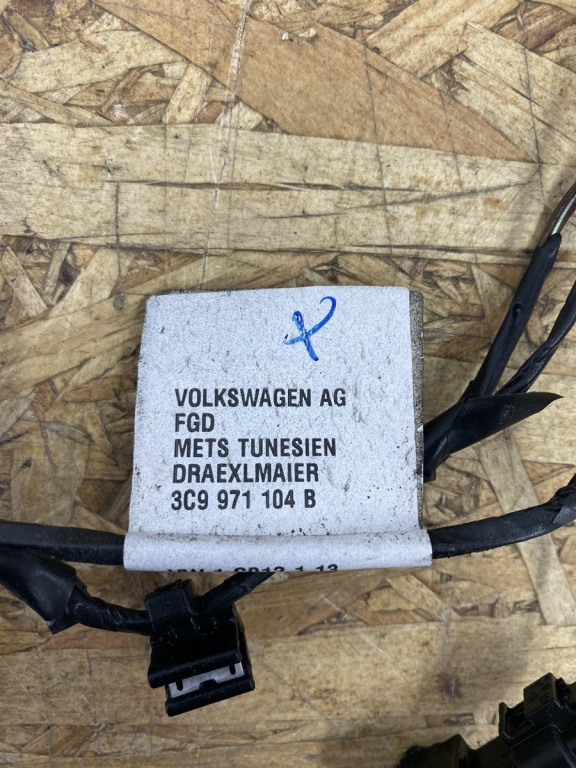 VOLKSWAGEN AG
FGD
METS TUNESIEN
DRAEXLMAIER
3C9 971 104 B